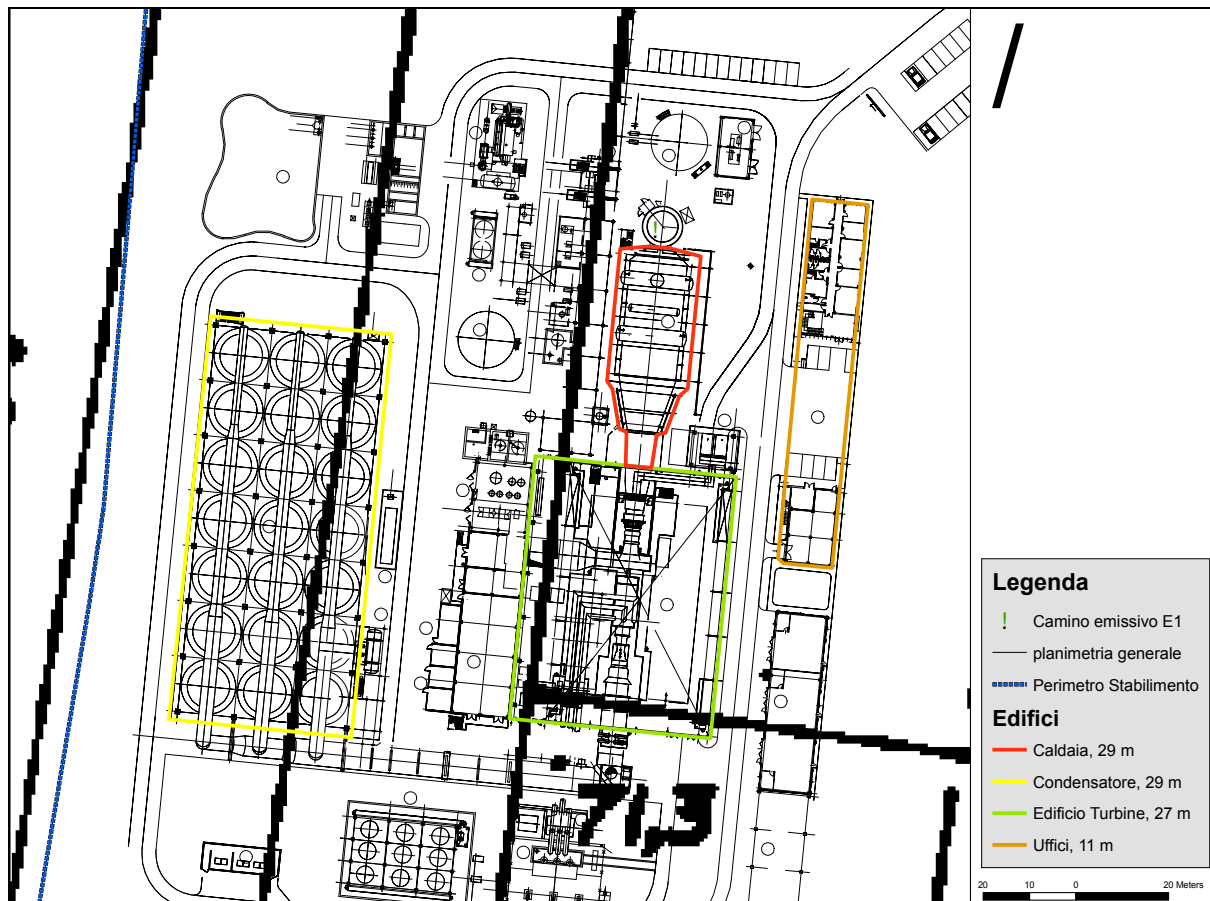 Legenda
! Camino emissivo E1
planimetria generale
Perimetro Stabilimento
Edifici
Caldaia, 29 m
Condensatore, 29 m
Edificio Turbine, 27 m
Uffici, 11 m
20 10 0 20 Meters